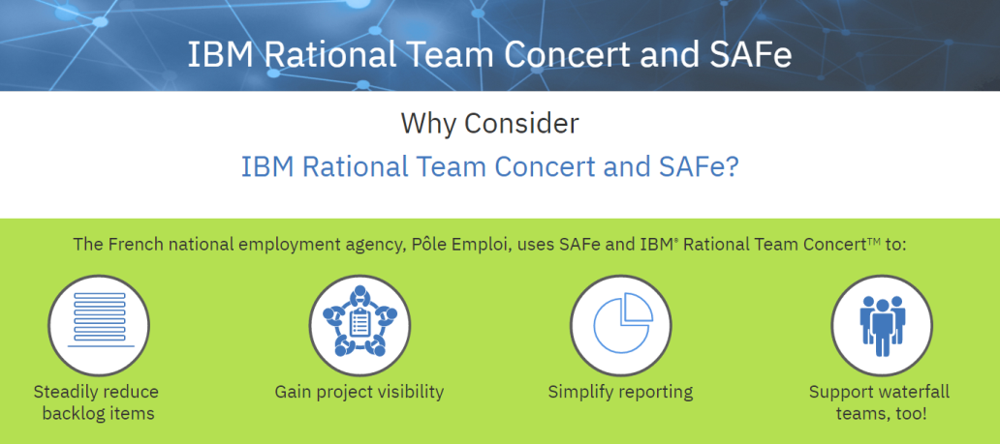 IBM Rational Team Concert and SAFe
Why Consider
IBM Rational Team Concert and SAFe?
The French national employment agency, Pôle Emploi, uses SAFe and IBM® Rational Team Concert™ to:
Steadily reduce
backlog items
Gain project visibility
Simplify reporting
Support waterfall
teams, too!